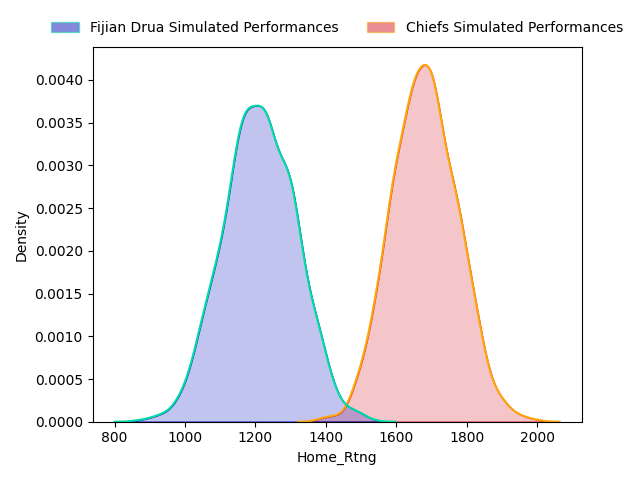 Fijian Drua Simulated Performances Chiefs Simulated Performances
0.0040
0.0035
0.0030
0.0025
0.0020
0.0015
0.0010
0.0005
0.0000
Density
800 1000 1200 1400 1600 1800 2000
Home_Rtng